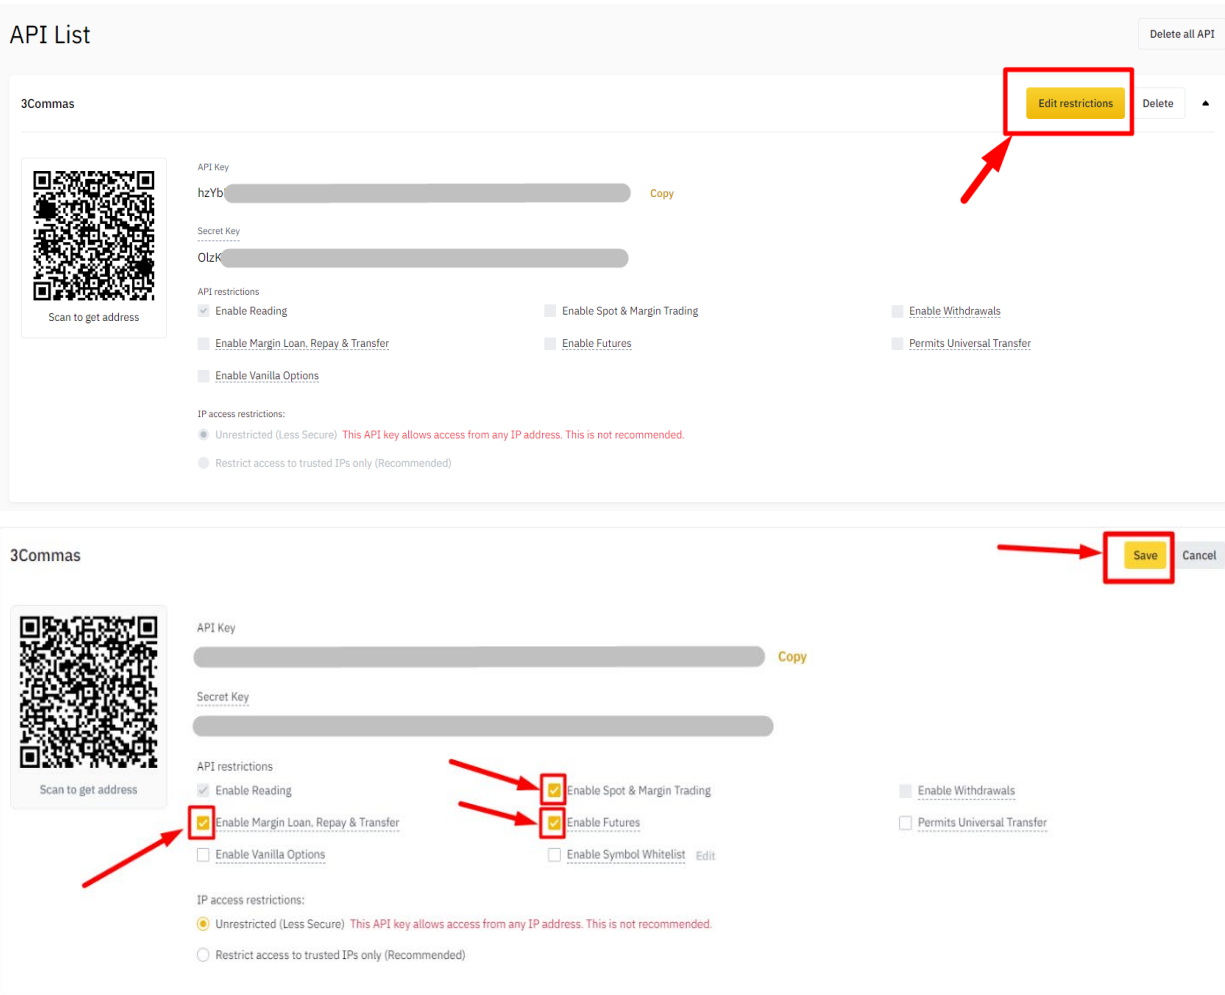 API List
Delete all API
3Commas
Edit restrictions
Delete
API Key
hzYb
Copy
Secret Key
OlzK
Scan to get address
API restrictions
Enable Reading
Enable Spot & Margin Trading
Enable Withdrawals
Enable Margin Loan, Repay & Transfer
Enable Futures
Permits Universal Transfer
Enable Vanilla Options
IP access restrictions:
Unrestricted (Less Secure) This API key allows access from any IP address. This is not recommended.
Restrict access to trusted IPs only (Recommended)
3Commas
Save
Cancel
API Key
Copy
Secret Key
Scan to get address
API restrictions
Enable Reading
Enable Spot & Margin Trading
Enable Withdrawals
Enable Margin Loan, Repay & Transfer
Enable Futures
Permits Universal Transfer
Enable Vanilla Options
Enable Symbol Whitelist Edit
IP access restrictions:
Unrestricted (Less Secure) This API key allows access from any IP address. This is not recommended.
Restrict access to trusted IPs only (Recommended)